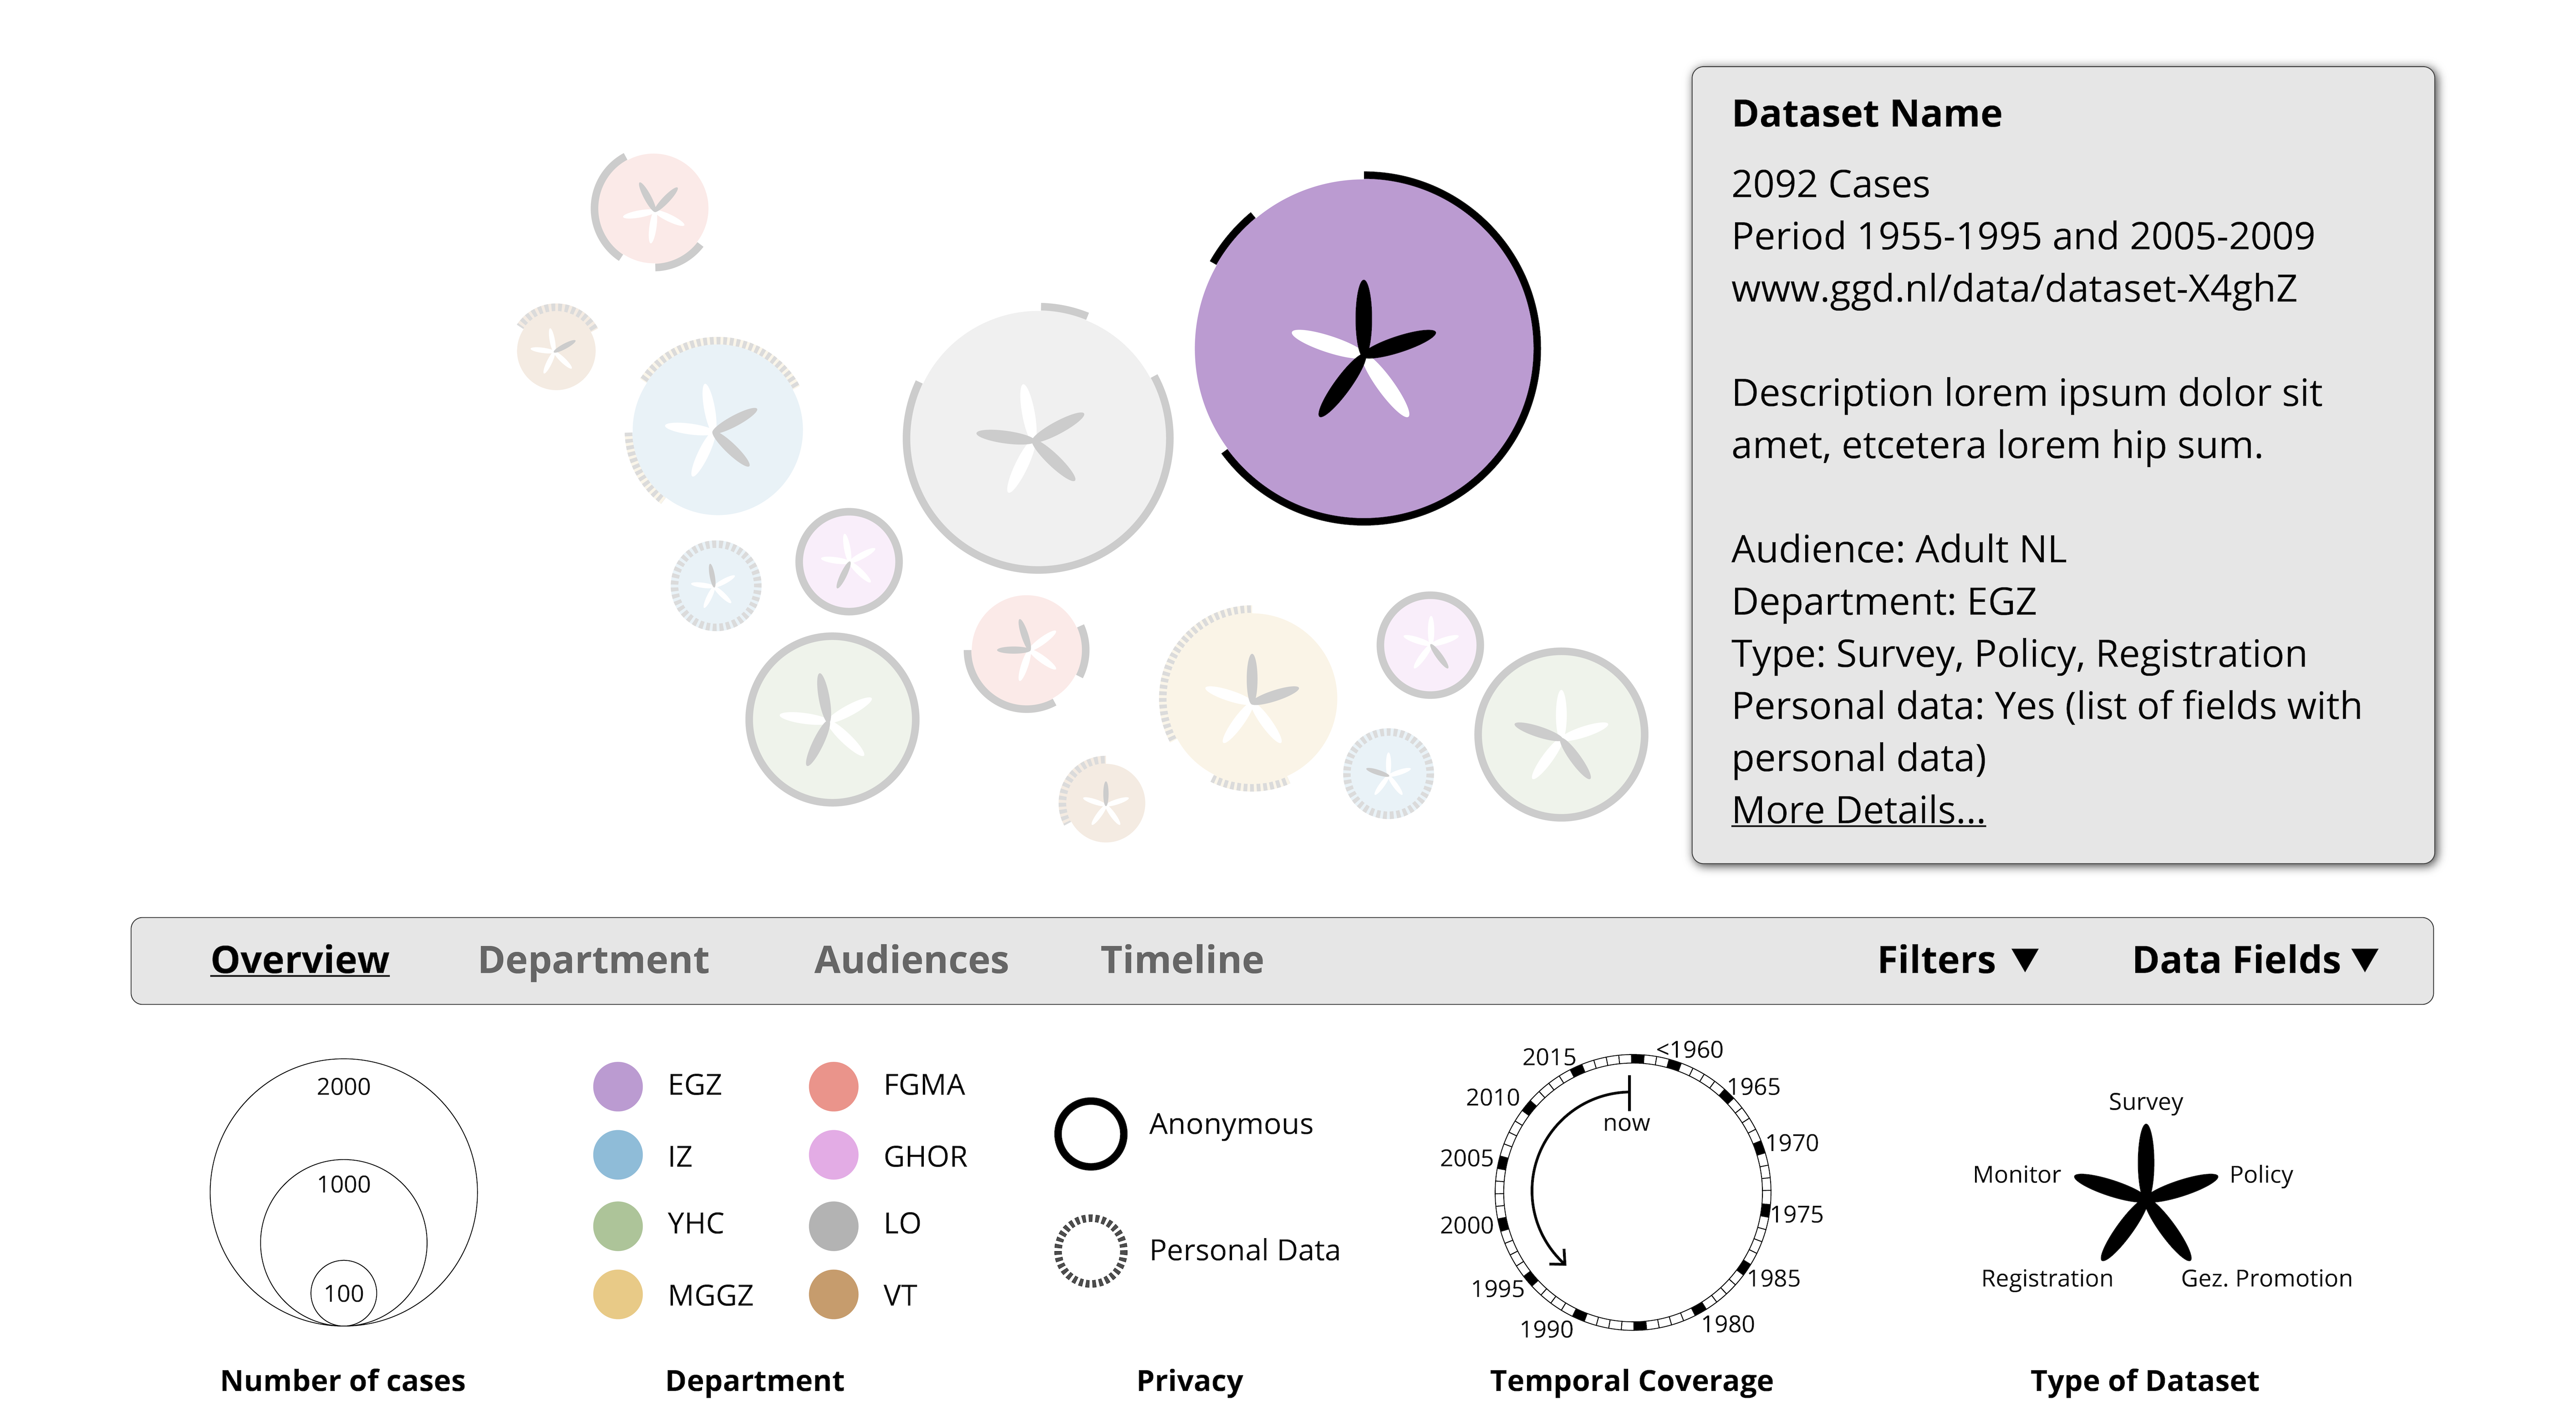 Dataset Name
2092 Cases
Period 1955-1995 and 2005-2009
www.ggd.nl/data/dataset-X4ghZ
Description lorem ipsum dolor sit
amet, etcetera lorem hip sum.
Audience: Adult NL
Department: EGZ
Type: Survey, Policy, Registration
Personal data: Yes (list of fields with
personal data)
More Details...
Overview
Department
Audiences
Timeline
Filters ▼
Data Fields ▼
2000
1000
100
Number of cases
EGZ
IZ
YHC
MGGZ
FGMA
GHOR
LO
VT
Department
Anonymous
Personal Data
Privacy
<1960
1965
1970
1975
1985
1980
1990
1995
2000
2005
2010
2015
now
Temporal Coverage
Survey
Monitor
Policy
Registration
Gez. Promotion
Type of Dataset